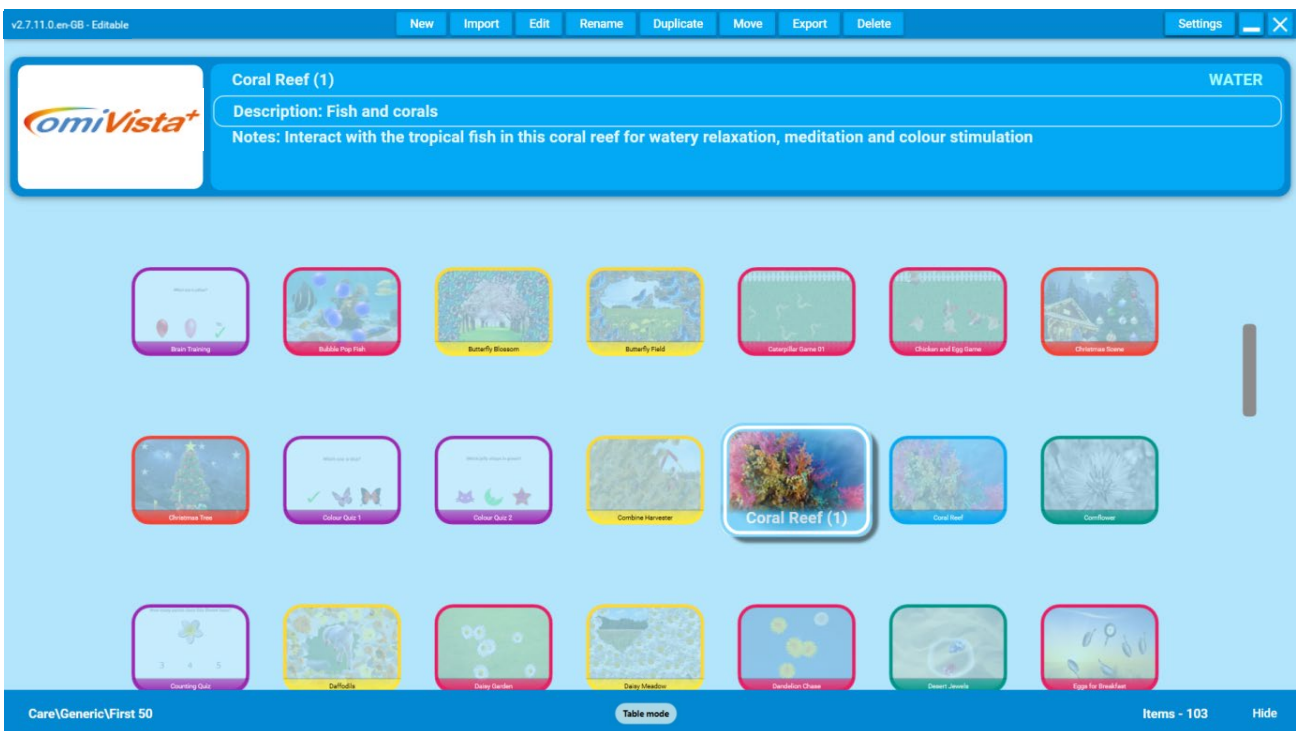 v2.7.11.0.en-GB - Editable
New Import Edit Rename Duplicate Move Export Delete
Settings
omiVista+
Coral Reef (1)
WATER
Description: Fish and corals
Notes: Interact with the tropical fish in this coral reef for watery relaxation, meditation and colour stimulation
Brain Training
Bubble Pop Fish
Butterfly Blossom
Butterfly Field
Caterpillar Game 01
Chicken and Egg Game
Christmas Scene
Christmas Tree
Colour Quiz 1
Colour Quiz 2
Combine Harvester
Coral Reef (1)
Coral Reef
Cornflower
3 4 5
Counting Quiz
Daffodils
Daisy Garden
Daisy Meadow
Dandelion Chase
Desert Jewels
Eggs for Breakfast
Care\Generic\First 50
Table mode
Items - 103
Hide